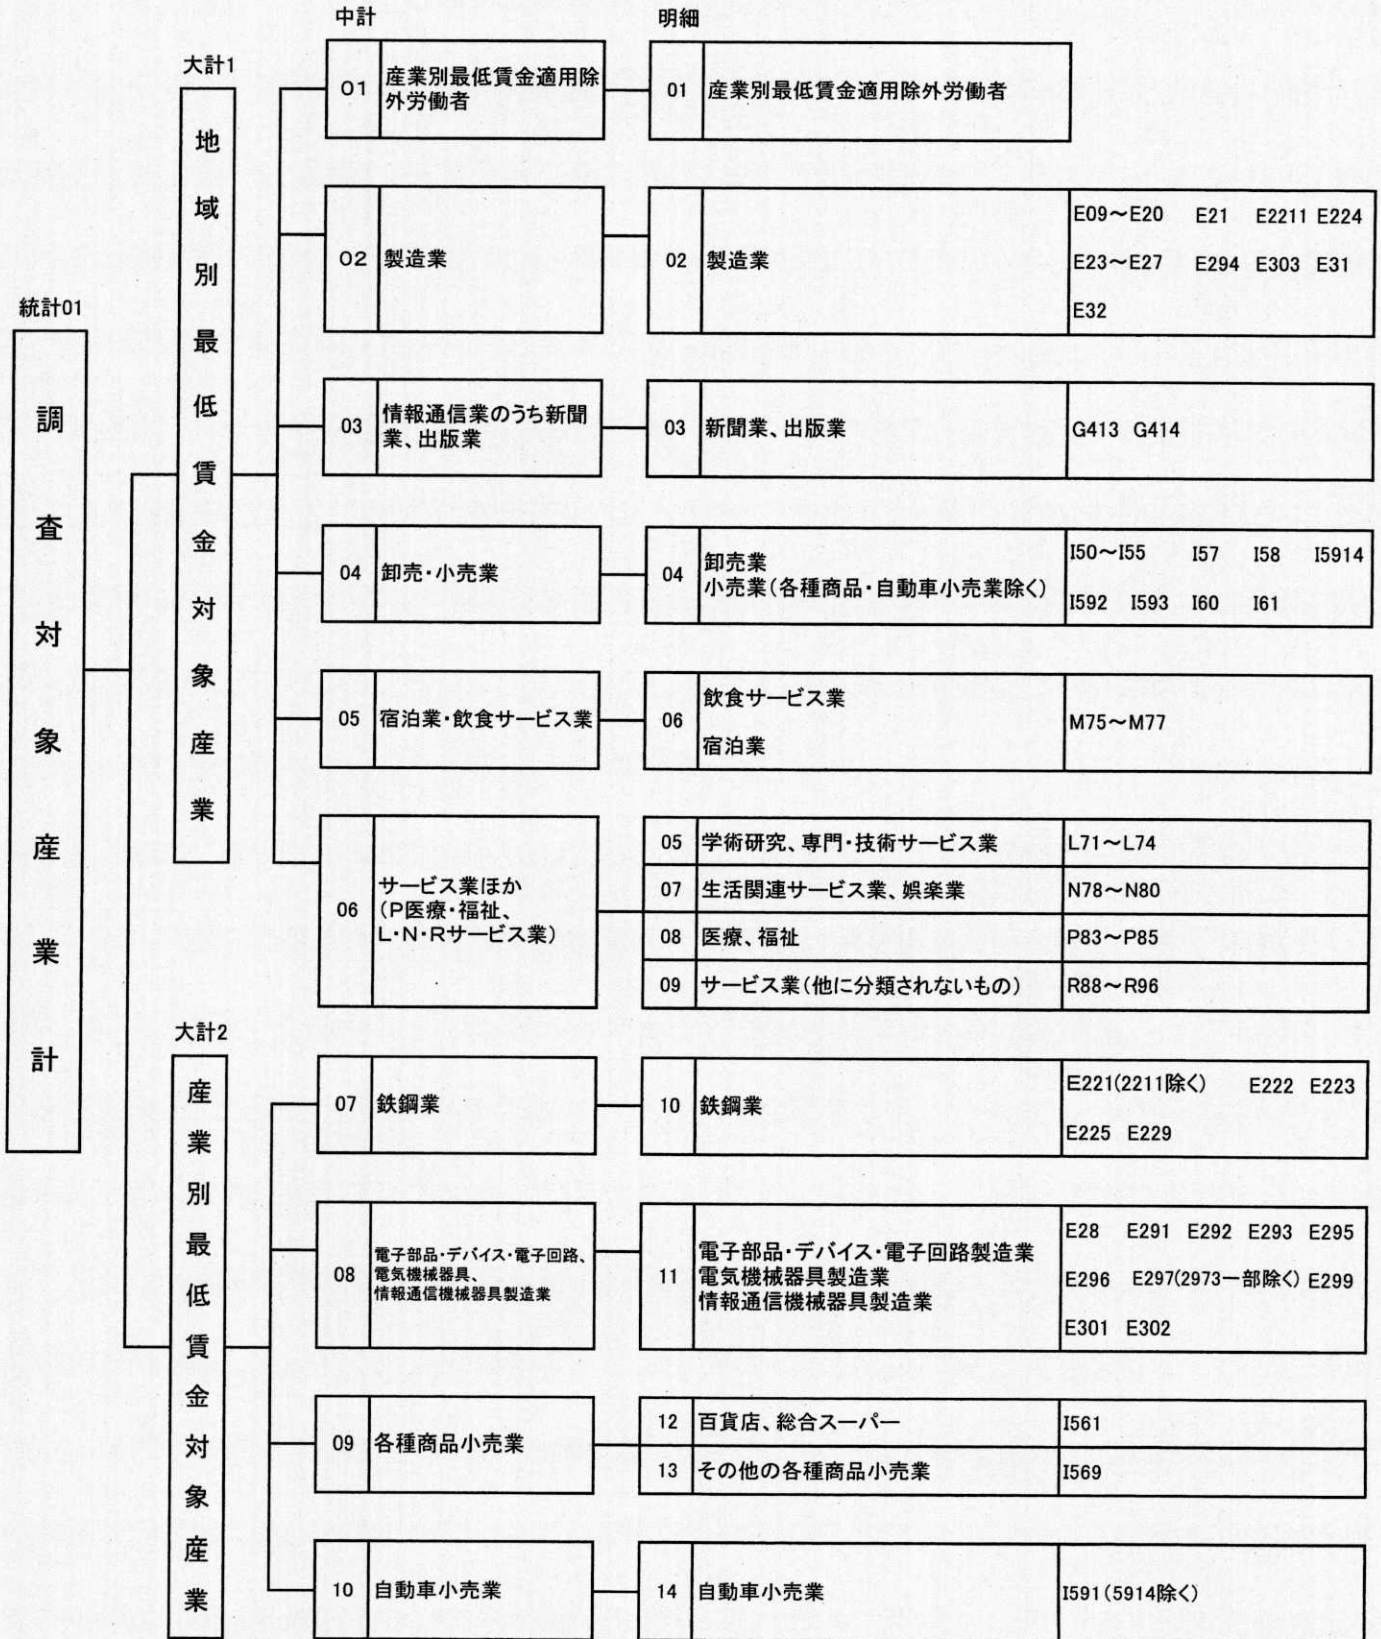 中計
明細
大計1
01
産業別最低賃金適用除
外労働者
01
産業別最低賃金適用除外労働者
地域別最低賃金対象産業
02
製造業
02
製造業
E09～E20 E21 E2211 E224
E23～E27 E294 E303 E31
E32
統計01
調査対象産業計
03
情報通信業のうち新聞
業、出版業
03
新聞業、出版業
G413 G414
04
卸売・小売業
04
卸売業
小売業(各種商品・自動車小売業除く)
I50～I55 I57 I58 I5914
I592 I593 I60 I61
05
宿泊業・飲食サービス業
06
飲食サービス業
宿泊業
M75～M77
06
サービス業ほか
(P医療・福祉、
L・N・Rサービス業)
05 学術研究、専門・技術サービス業 L71～L74
07 生活関連サービス業、娯楽業 N78～N80
08 医療、福祉 P83～P85
09 サービス業(他に分類されないもの) R88～R96
大計2
産業別最低賃金対象産業
07
鉄鋼業
10
鉄鋼業
E221(2211除く) E222 E223
E225 E229
08
電子部品・デバイス・電子回路、
電気機械器具、
情報通信機械器具製造業
11
電子部品・デバイス・電子回路製造業
電気機械器具製造業
情報通信機械器具製造業
E28 E291 E292 E293 E295
E296 E297(2973一部除く) E299
E301 E302
09
各種商品小売業
12 百貨店、総合スーパー I561
13 その他の各種商品小売業 I569
10
自動車小売業
14
自動車小売業
I591(5914除く)